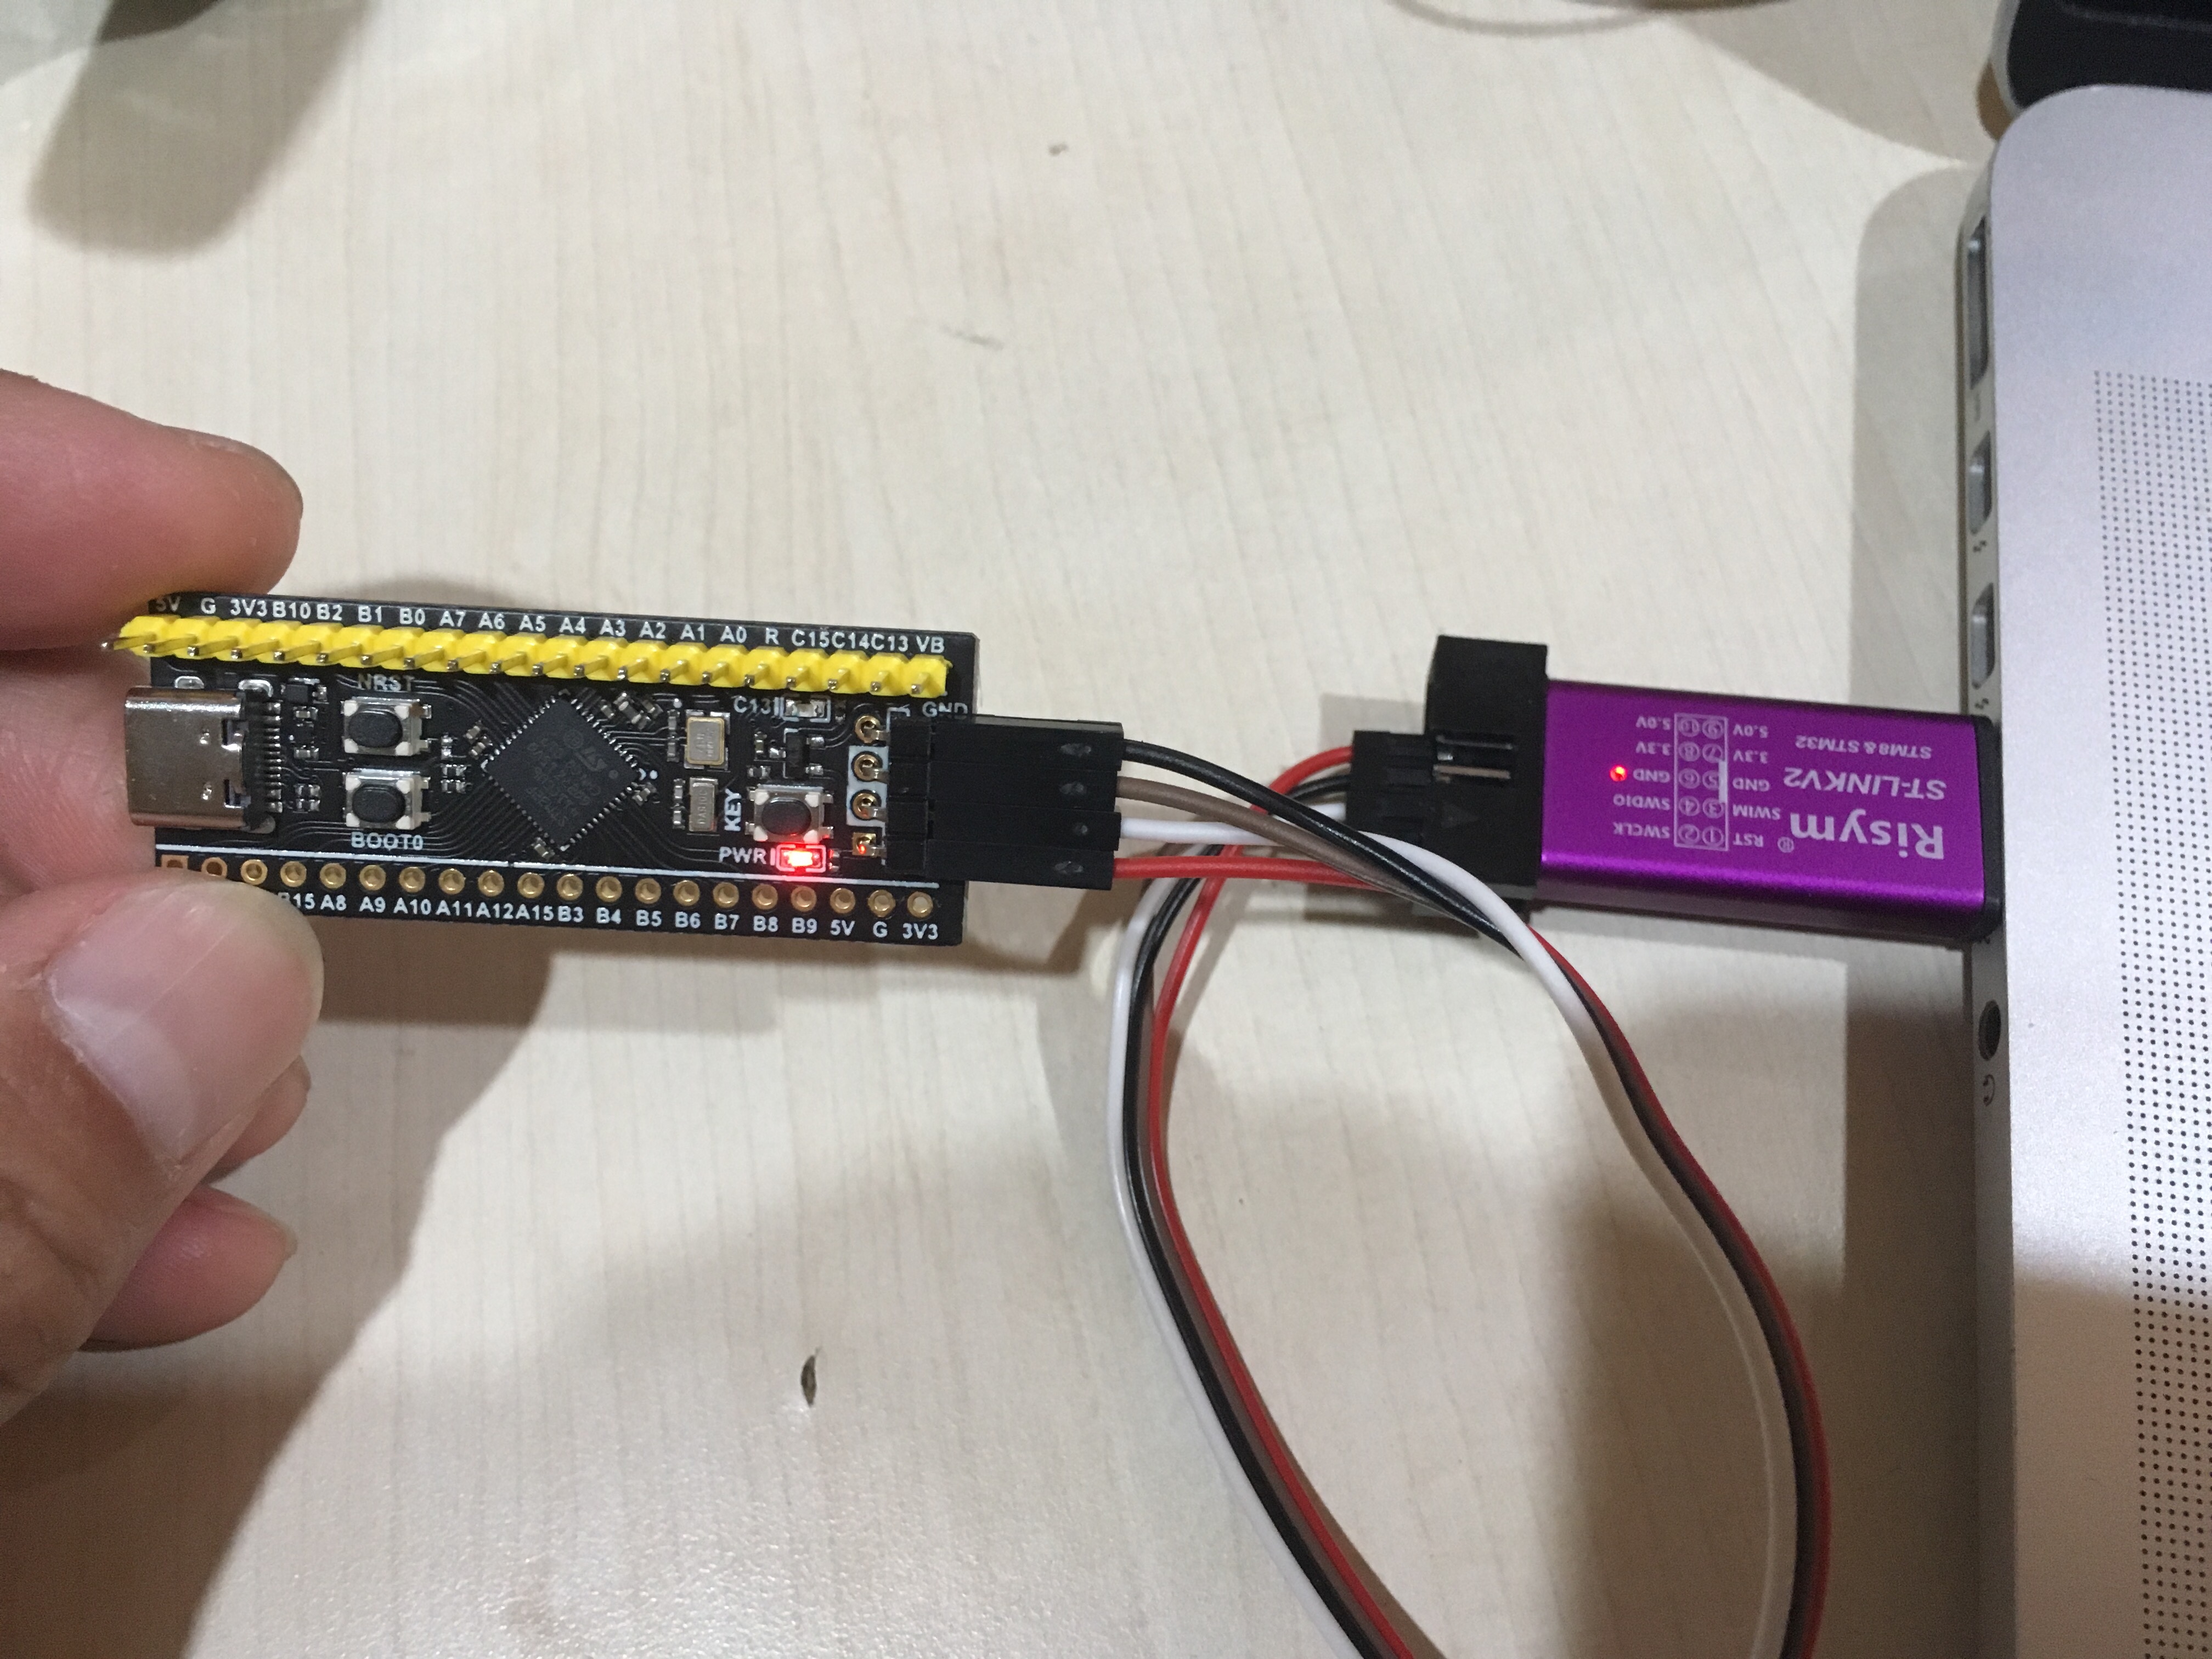 5V G 3V3 B10 B2 B1 B0 A7 A6 A5 A4 A3 A2 A1 A0 R C15 C14 C13 VB
NRST
C13
GND
KEY
BOOT0
PWR
B15 A8 A9 A10 A11 A12 A15 B3 B4 B5 B6 B7 B8 B9 5V G 3V3
Risym®
ST-LINKV2
STM8 & STM32
RST ① ② SWCLK
SWIM ③ ④ SWDIO
GND ⑤ ⑥ GND
3.3V ⑦ ⑧ 3.3V
5.0V ⑨ ⑩ 5.0V